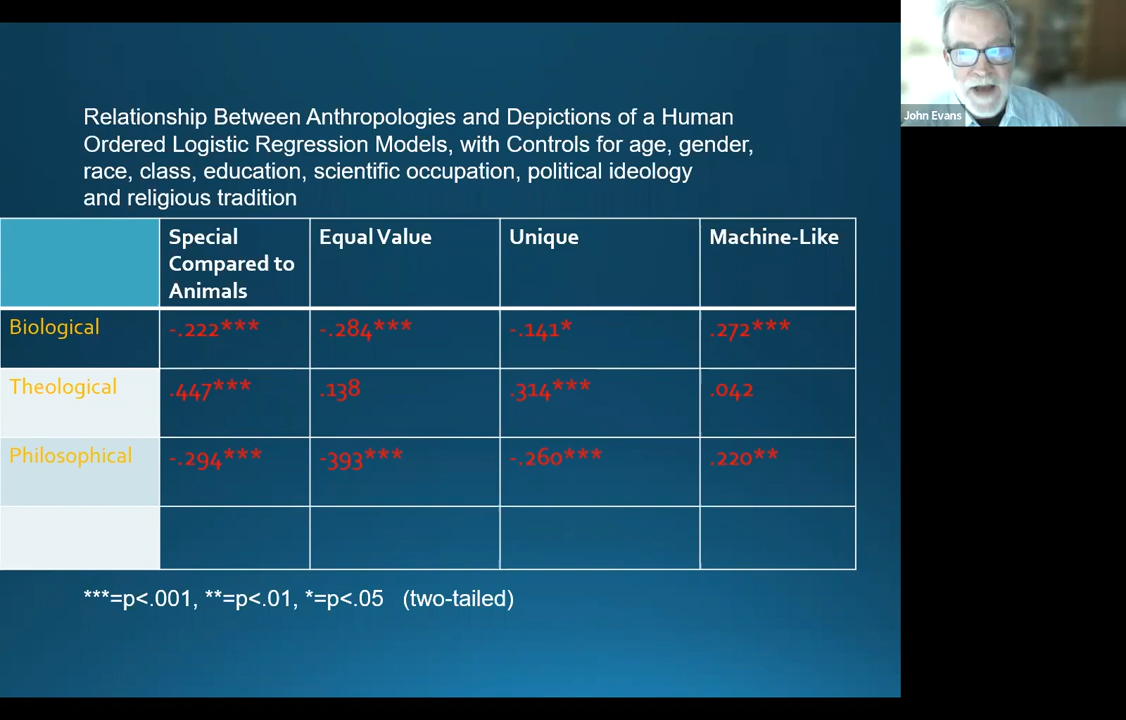 John Evans
Relationship Between Anthropologies and Depictions of a Human
Ordered Logistic Regression Models, with Controls for age, gender,
race, class, education, scientific occupation, political ideology
and religious tradition
Special Compared to Animals Equal Value Unique Machine-Like
Biological -.222*** -.284*** -.141* .272***
Theological .447*** .138 .314*** .042
Philosophical -.294*** -393*** -.260*** .220**
***=p<.001, **=p<.01, *=p<.05 (two-tailed)